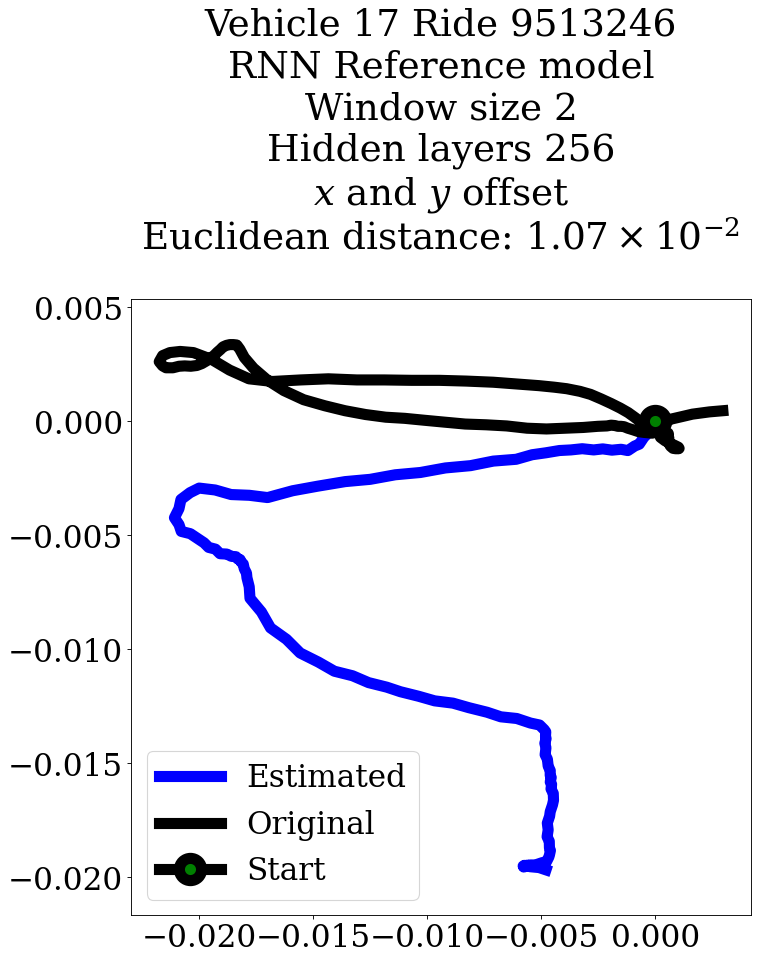 Vehicle 17 Ride 9513246
RNN Reference model
Window size 2
Hidden layers 256
x and y offset
Euclidean distance: 1.07 × 10⁻²
0.005
0.000
−0.005
−0.010
−0.015
−0.020
Estimated
Original
Start
−0.020−0.015−0.010−0.005 0.000